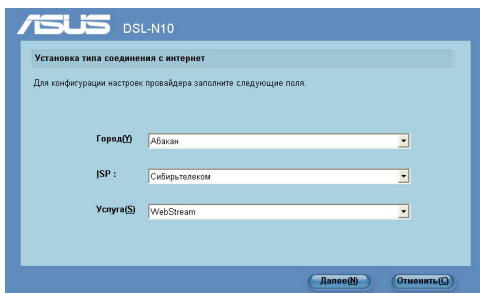 ASUS DSL-N10
Установка типа соединения с интернет
Для конфигурации настроек провайдера заполните следующие поля.
Город(Y) Абакан
ISP : Сибирьтелеком
Услуга(S) WebStream
Далее(N) Отменить(C)